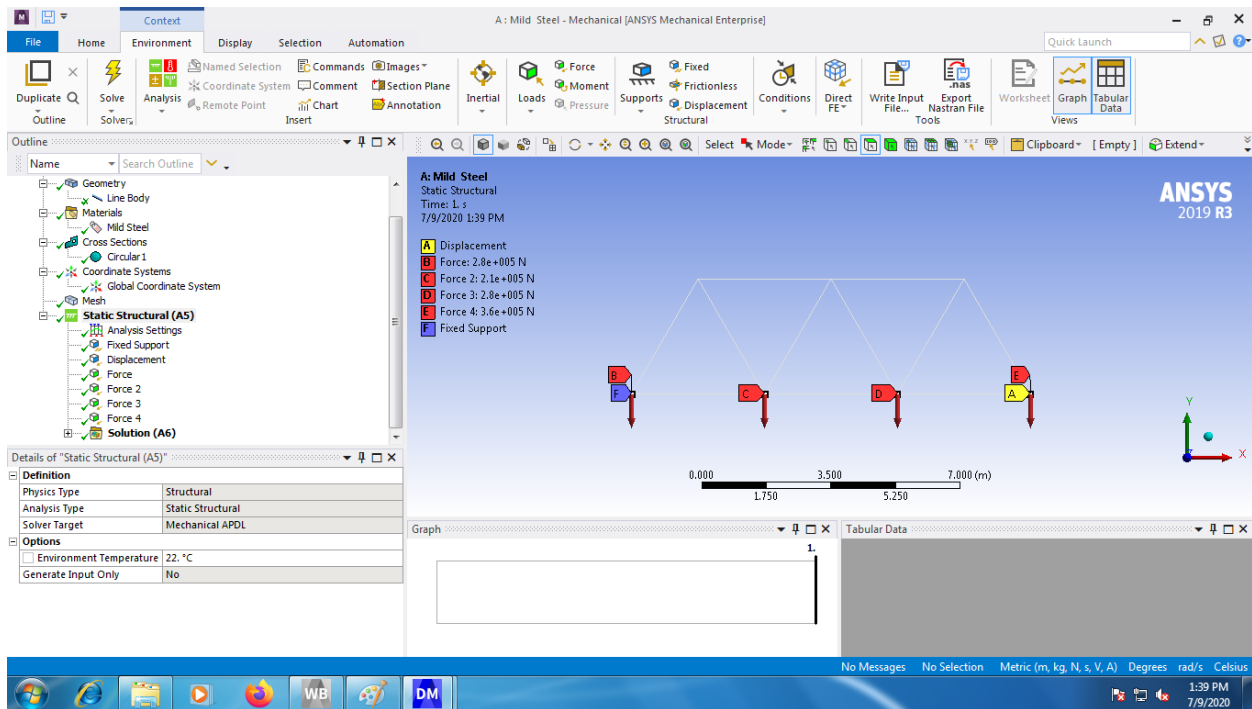 M
Context
A : Mild Steel - Mechanical [ANSYS Mechanical Enterprise]
File Home Environment Display Selection Automation
Quick Launch
Duplicate
Outline
Solve
Solvers
Analysis
Named Selection
Coordinate System
Remote Point
Commands
Comment
Chart
Images
Section Plane
Annotation
Insert
Inertial
Loads
Force
Moment
Pressure
Supports
Fixed
Frictionless
Displacement
Conditions
Structural
Direct
FE
Write Input
File...
.nas
Export
Nastran File
Tools
Worksheet
Graph
Tabular
Data
Views
Outline
Name Search Outline
Select Mode Clipboard [ Empty ] Extend
Geometry
Line Body
Materials
Mild Steel
Cross Sections
Circular1
Coordinate Systems
Global Coordinate System
Mesh
Static Structural (A5)
Analysis Settings
Fixed Support
Displacement
Force
Force 2
Force 3
Force 4
Solution (A6)
Details of "Static Structural (A5)"
Definition
Physics Type Structural
Analysis Type Static Structural
Solver Target Mechanical APDL
Options
Environment Temperature 22. °C
Generate Input Only No
A: Mild Steel
Static Structural
Time: 1. s
7/9/2020 1:39 PM
A Displacement
B Force: 2.8e+005 N
C Force 2: 2.1e+005 N
D Force 3: 2.8e+005 N
E Force 4: 3.6e+005 N
F Fixed Support
ANSYS
2019 R3
B E
F C D A
Y
X
0.000 3.500 7.000 (m)
1.750 5.250
Graph
1.
Tabular Data
No Messages No Selection Metric (m, kg, N, s, V, A) Degrees rad/s Celsius
WB DM
1:39 PM
7/9/2020